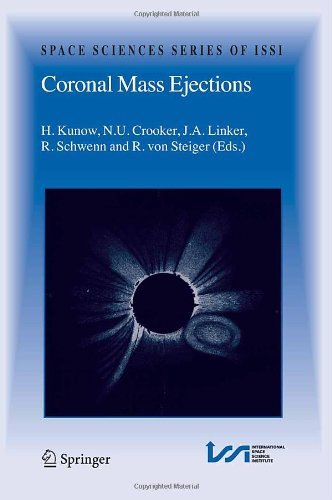 SPACE SCIENCES SERIES OF ISSI
Coronal Mass Ejections
H. Kunow, N.U. Crooker, J.A. Linker,
R. Schwenn and R. von Steiger (Eds.)
Springer
issi
INTERNATIONAL
SPACE
SCIENCE
INSTITUTE